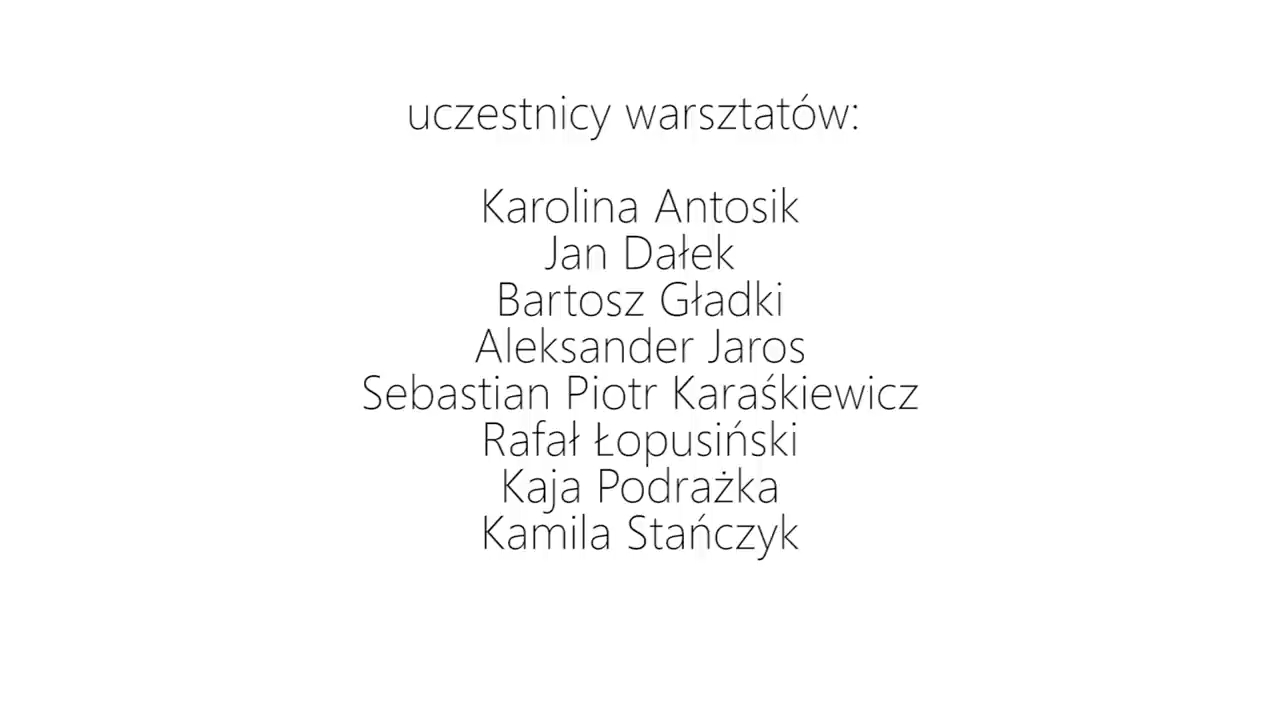 uczestnicy warsztatów:
Karolina Antosik
Jan Dałek
Bartosz Gładki
Aleksander Jaros
Sebastian Piotr Karaśkiewicz
Rafał Łopusiński
Kaja Podrażka
Kamila Stańczyk